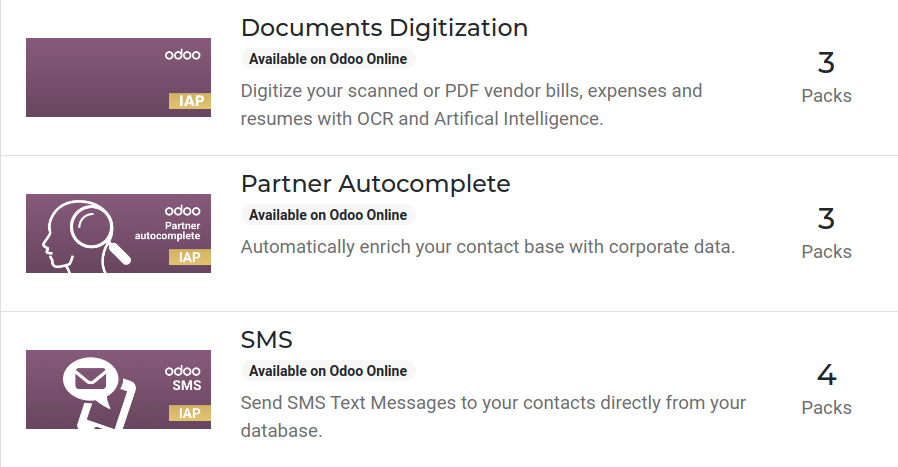 odoo
IAP
Documents Digitization
Available on Odoo Online
Digitize your scanned or PDF vendor bills, expenses and
resumes with OCR and Artifical Intelligence.
3
Packs
odoo
Partner
autocomplete
IAP
Partner Autocomplete
Available on Odoo Online
Automatically enrich your contact base with corporate data.
3
Packs
odoo
SMS
IAP
SMS
Available on Odoo Online
Send SMS Text Messages to your contacts directly from your
database.
4
Packs